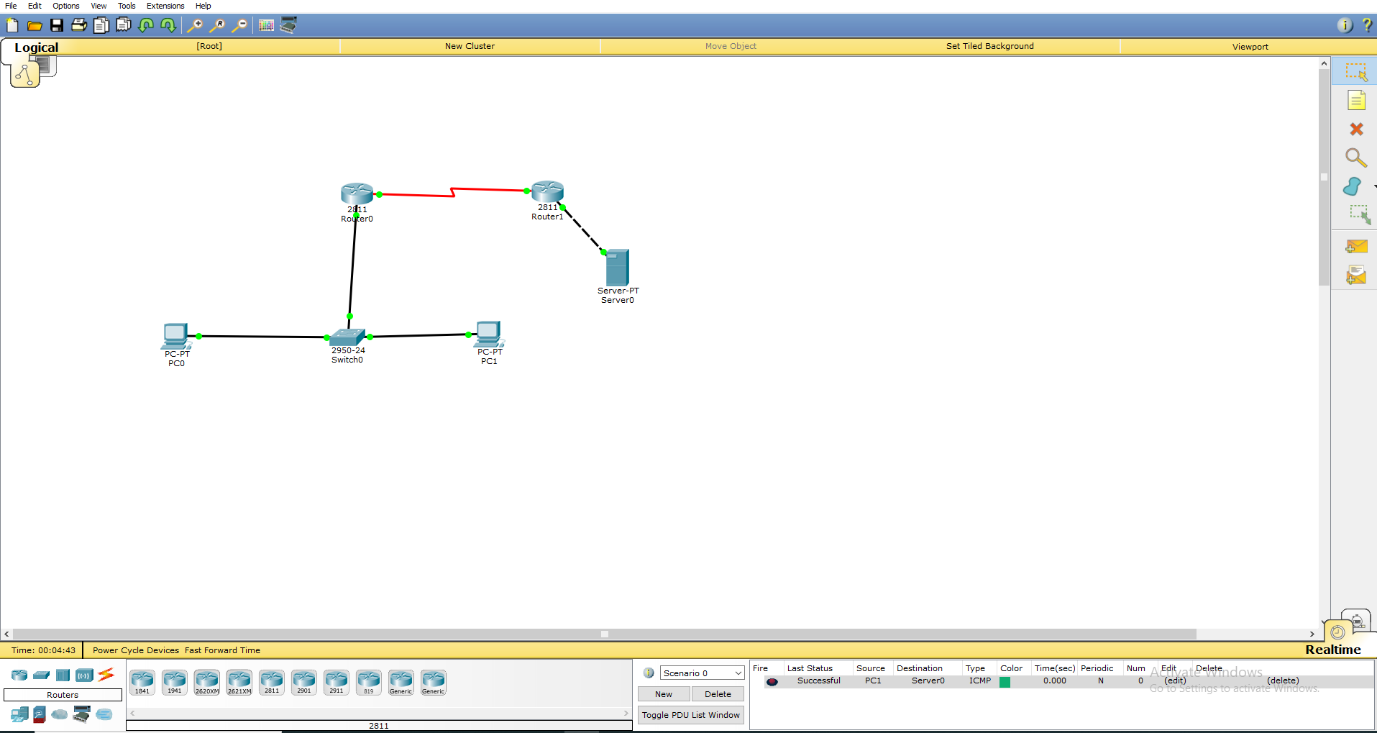 File Edit Options View Tools Extensions Help
Logical [Root] New Cluster Move Object Set Tiled Background Viewport
2811
Router0
2811
Router1
Server-PT
Server0
PC-PT
PC0
2950-24
Switch0
PC-PT
PC1
Time: 00:04:43 Power Cycle Devices Fast Forward Time
Realtime
Routers
1841 1941 2620XM 2621XM 2811 2901 2911 819 Generic Generic
2811
Scenario 0
New Delete
Toggle PDU List Window
Fire Last Status Source Destination Type Color Time(sec) Periodic Num Edit Delete
Successful PC1 Server0 ICMP 0.000 N 0 (edit) (delete)
Activate Windows
Go to Settings to activate Windows.